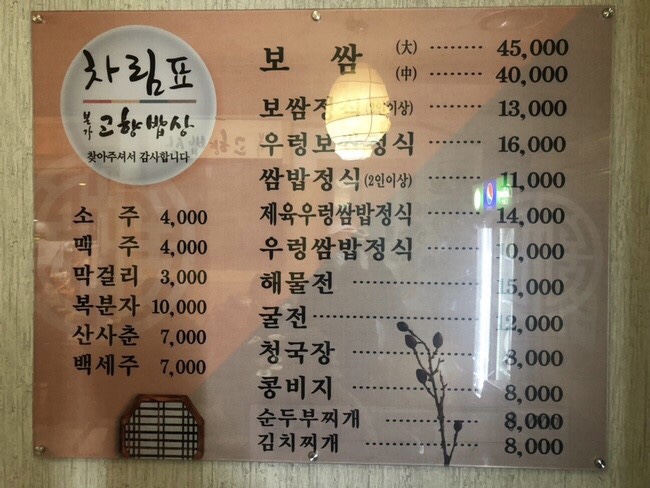 차림표
본가 고향밥상
찾아주셔서 감사합니다
소 주 4,000
맥 주 4,000
막걸리 3,000
복분자 10,000
산사춘 7,000
백세주 7,000
보 쌈 (大) ········ 45,000
(中) ········ 40,000
보쌈정 이상) ········ 13,000
우렁보 정식 ········ 16,000
쌈밥정식(2인이상) ········ 11,000
제육우렁쌈밥정식 ········ 14,000
우렁쌈밥정식 ········ 10,000
해물전 ········ 15,000
굴전 ········ 12,000
청국장 ········ 8,000
콩비지 ········ 8,000
순두부찌개 ········ 8,000
김치찌개 ········ 8,000